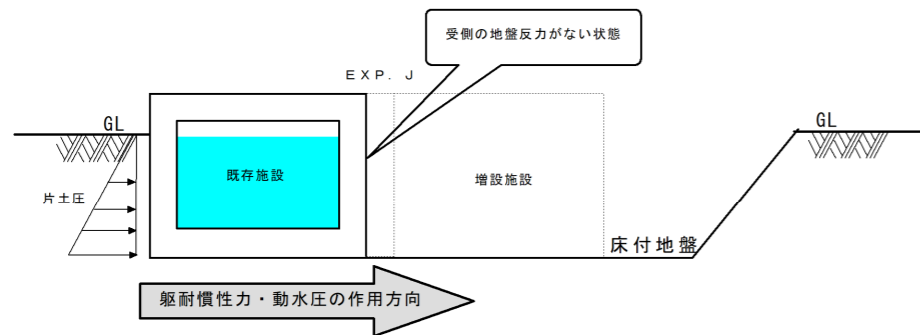 受側の地盤反力がない状態
ＥＸＰ．Ｊ
GL
GL
片土圧
既存施設
増設施設
床付地盤
躯耐慣性力・動水圧の作用方向